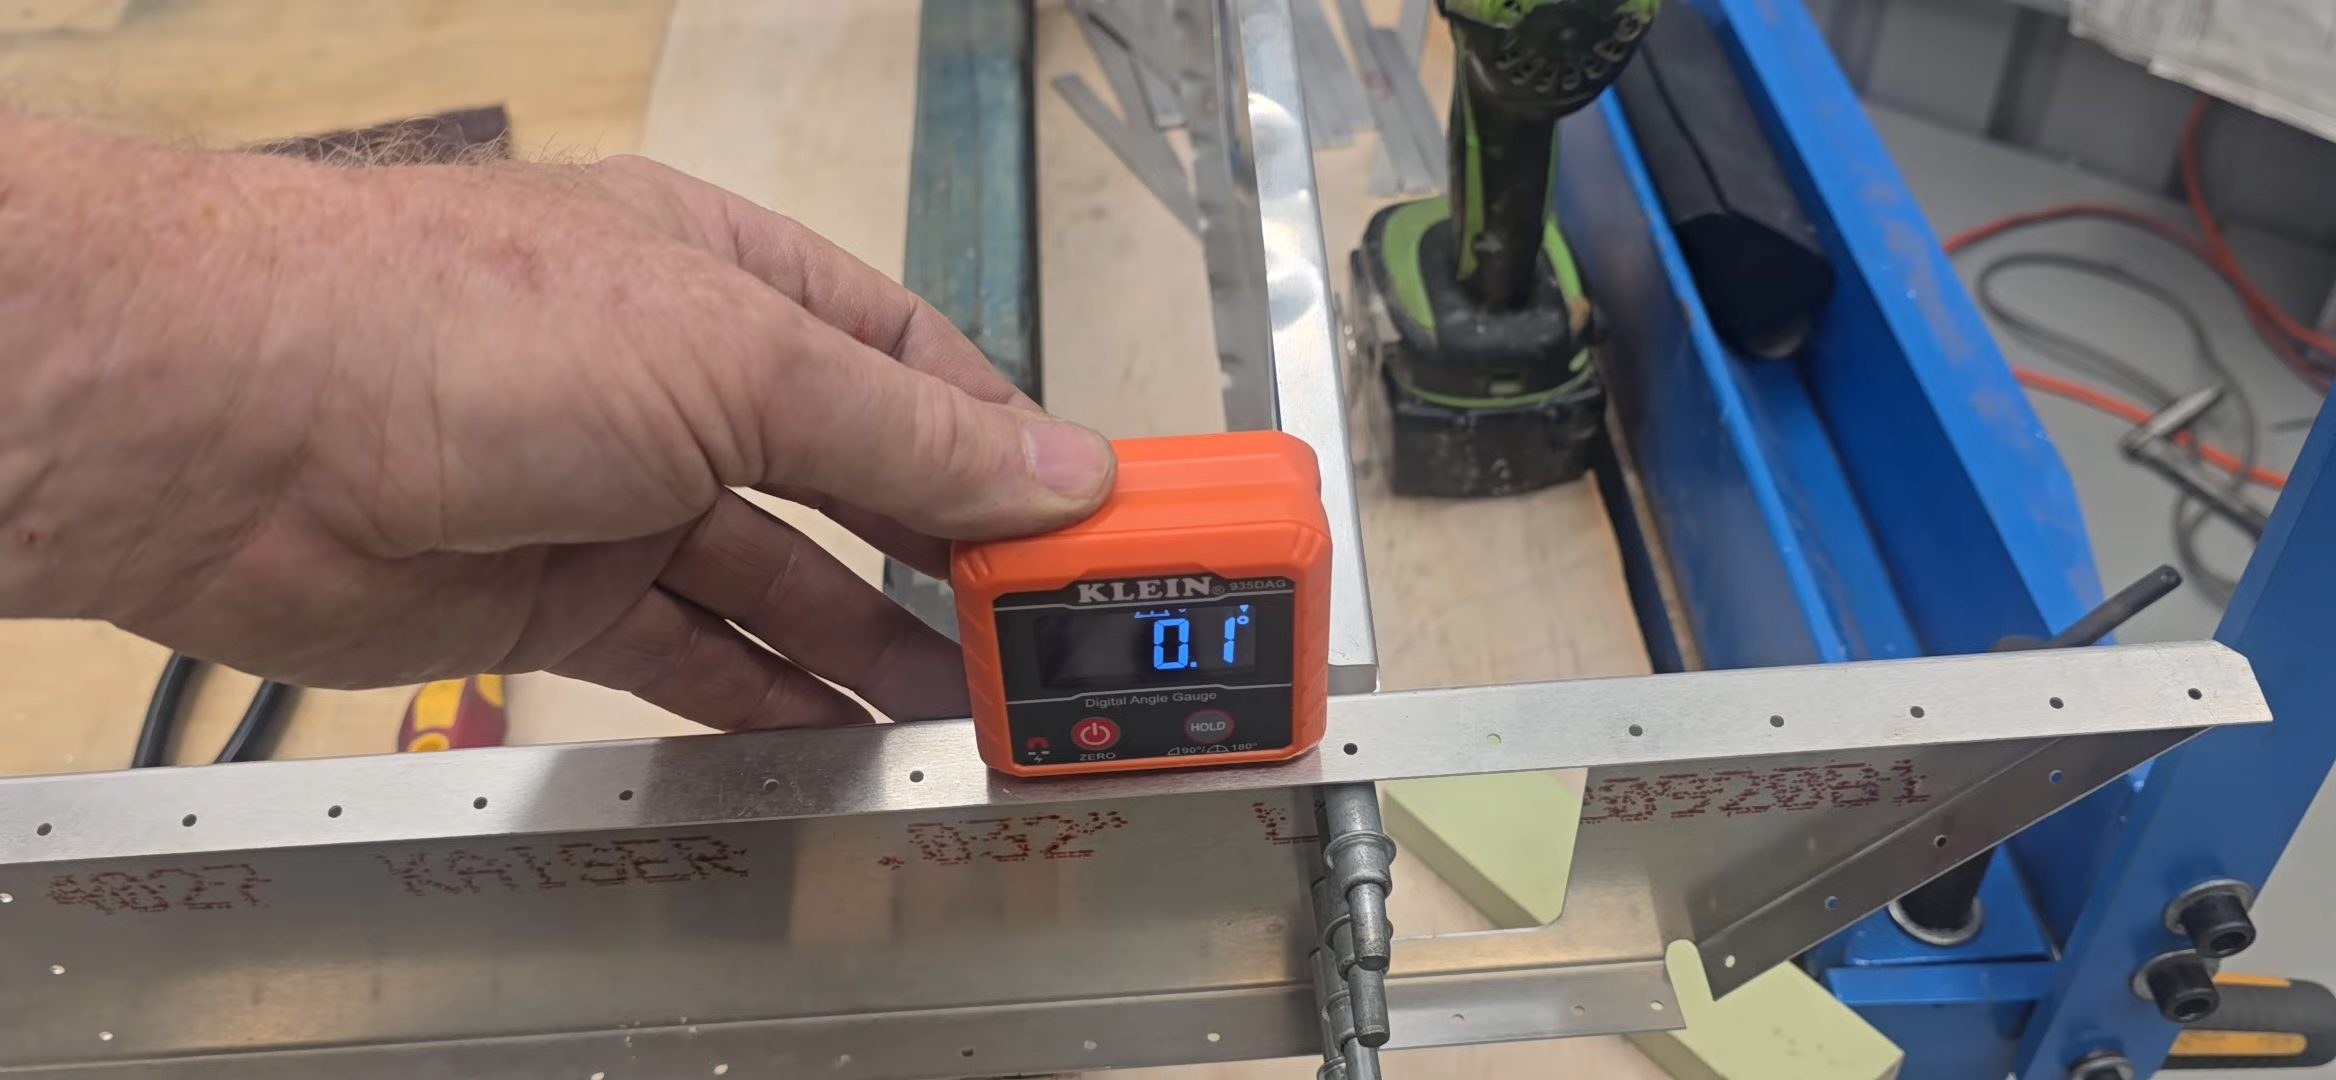 KLEIN® 935DAG
0.1°
Digital Angle Gauge
HOLD
ZERO
90°/ 180°
KAISER .032"